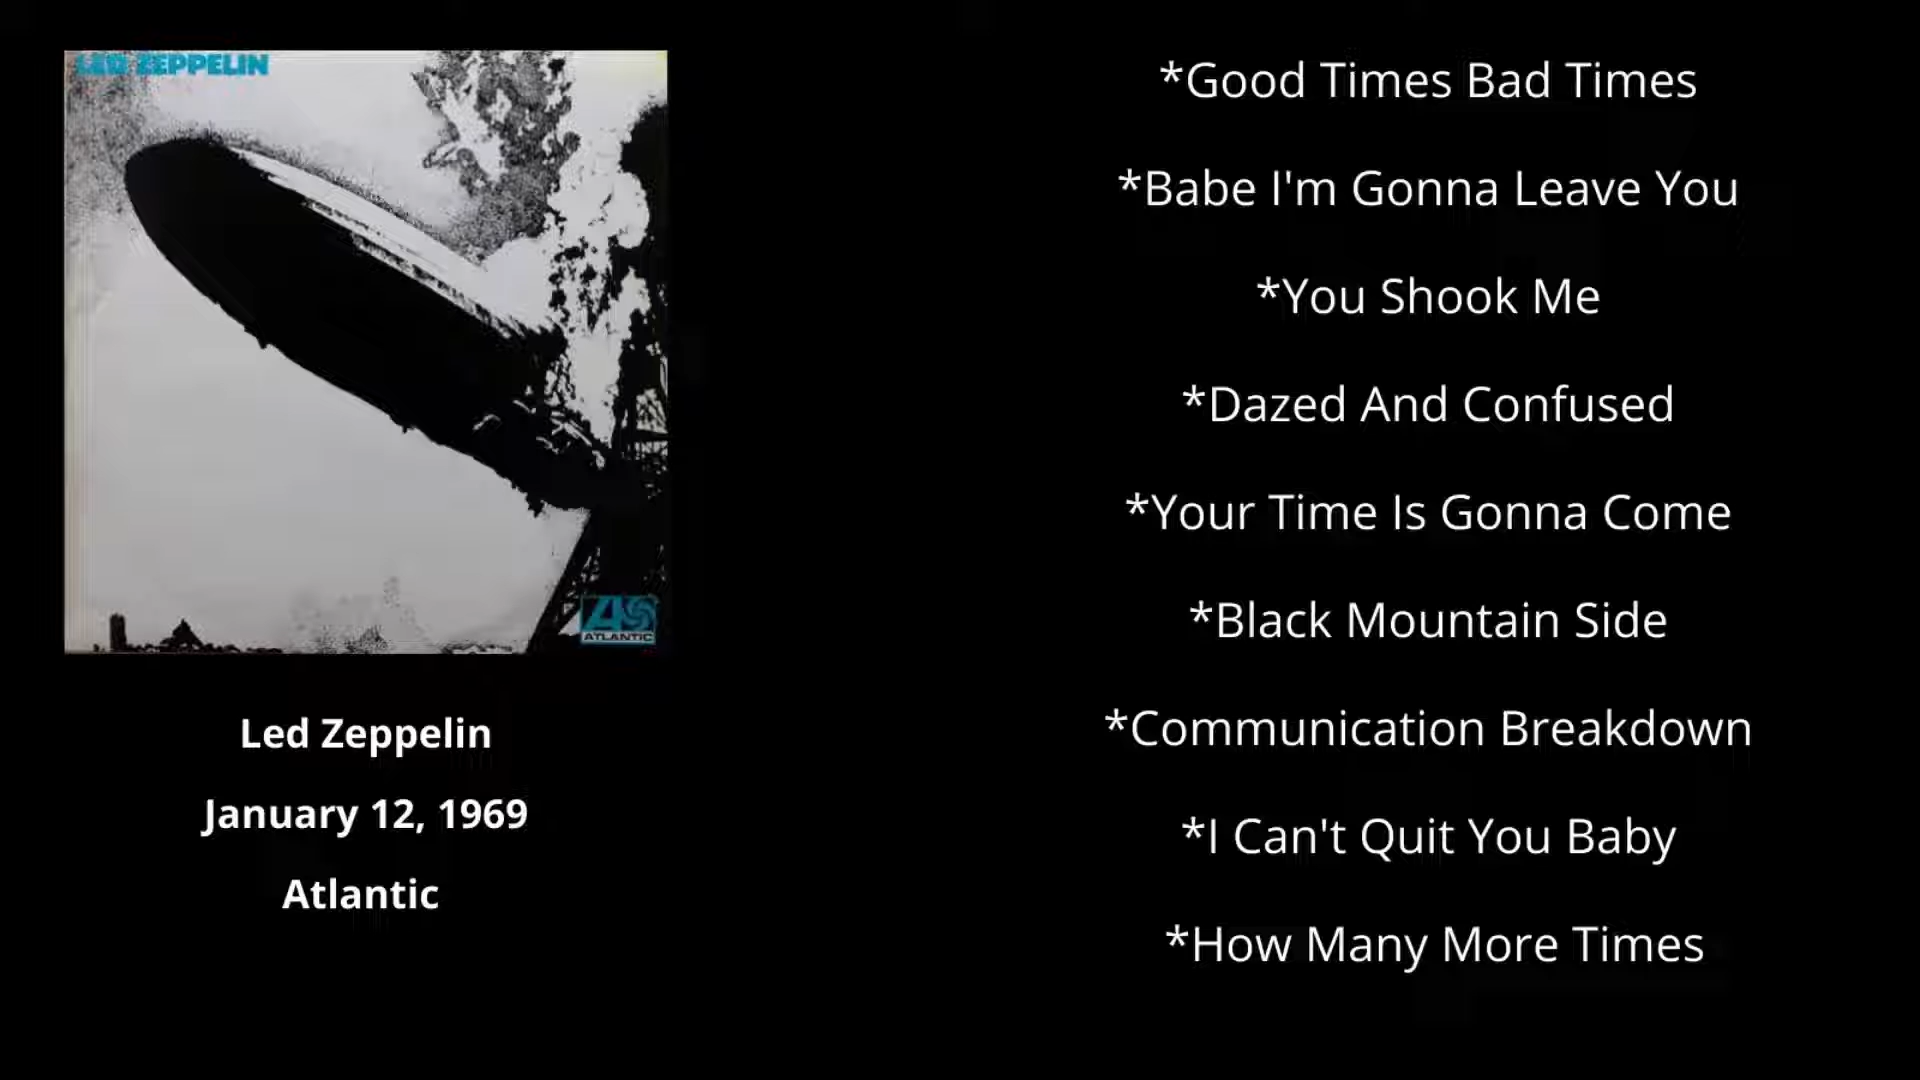 LED ZEPPELIN
ATLANTIC
Led Zeppelin
January 12, 1969
Atlantic
*Good Times Bad Times
*Babe I'm Gonna Leave You
*You Shook Me
*Dazed And Confused
*Your Time Is Gonna Come
*Black Mountain Side
*Communication Breakdown
*I Can't Quit You Baby
*How Many More Times